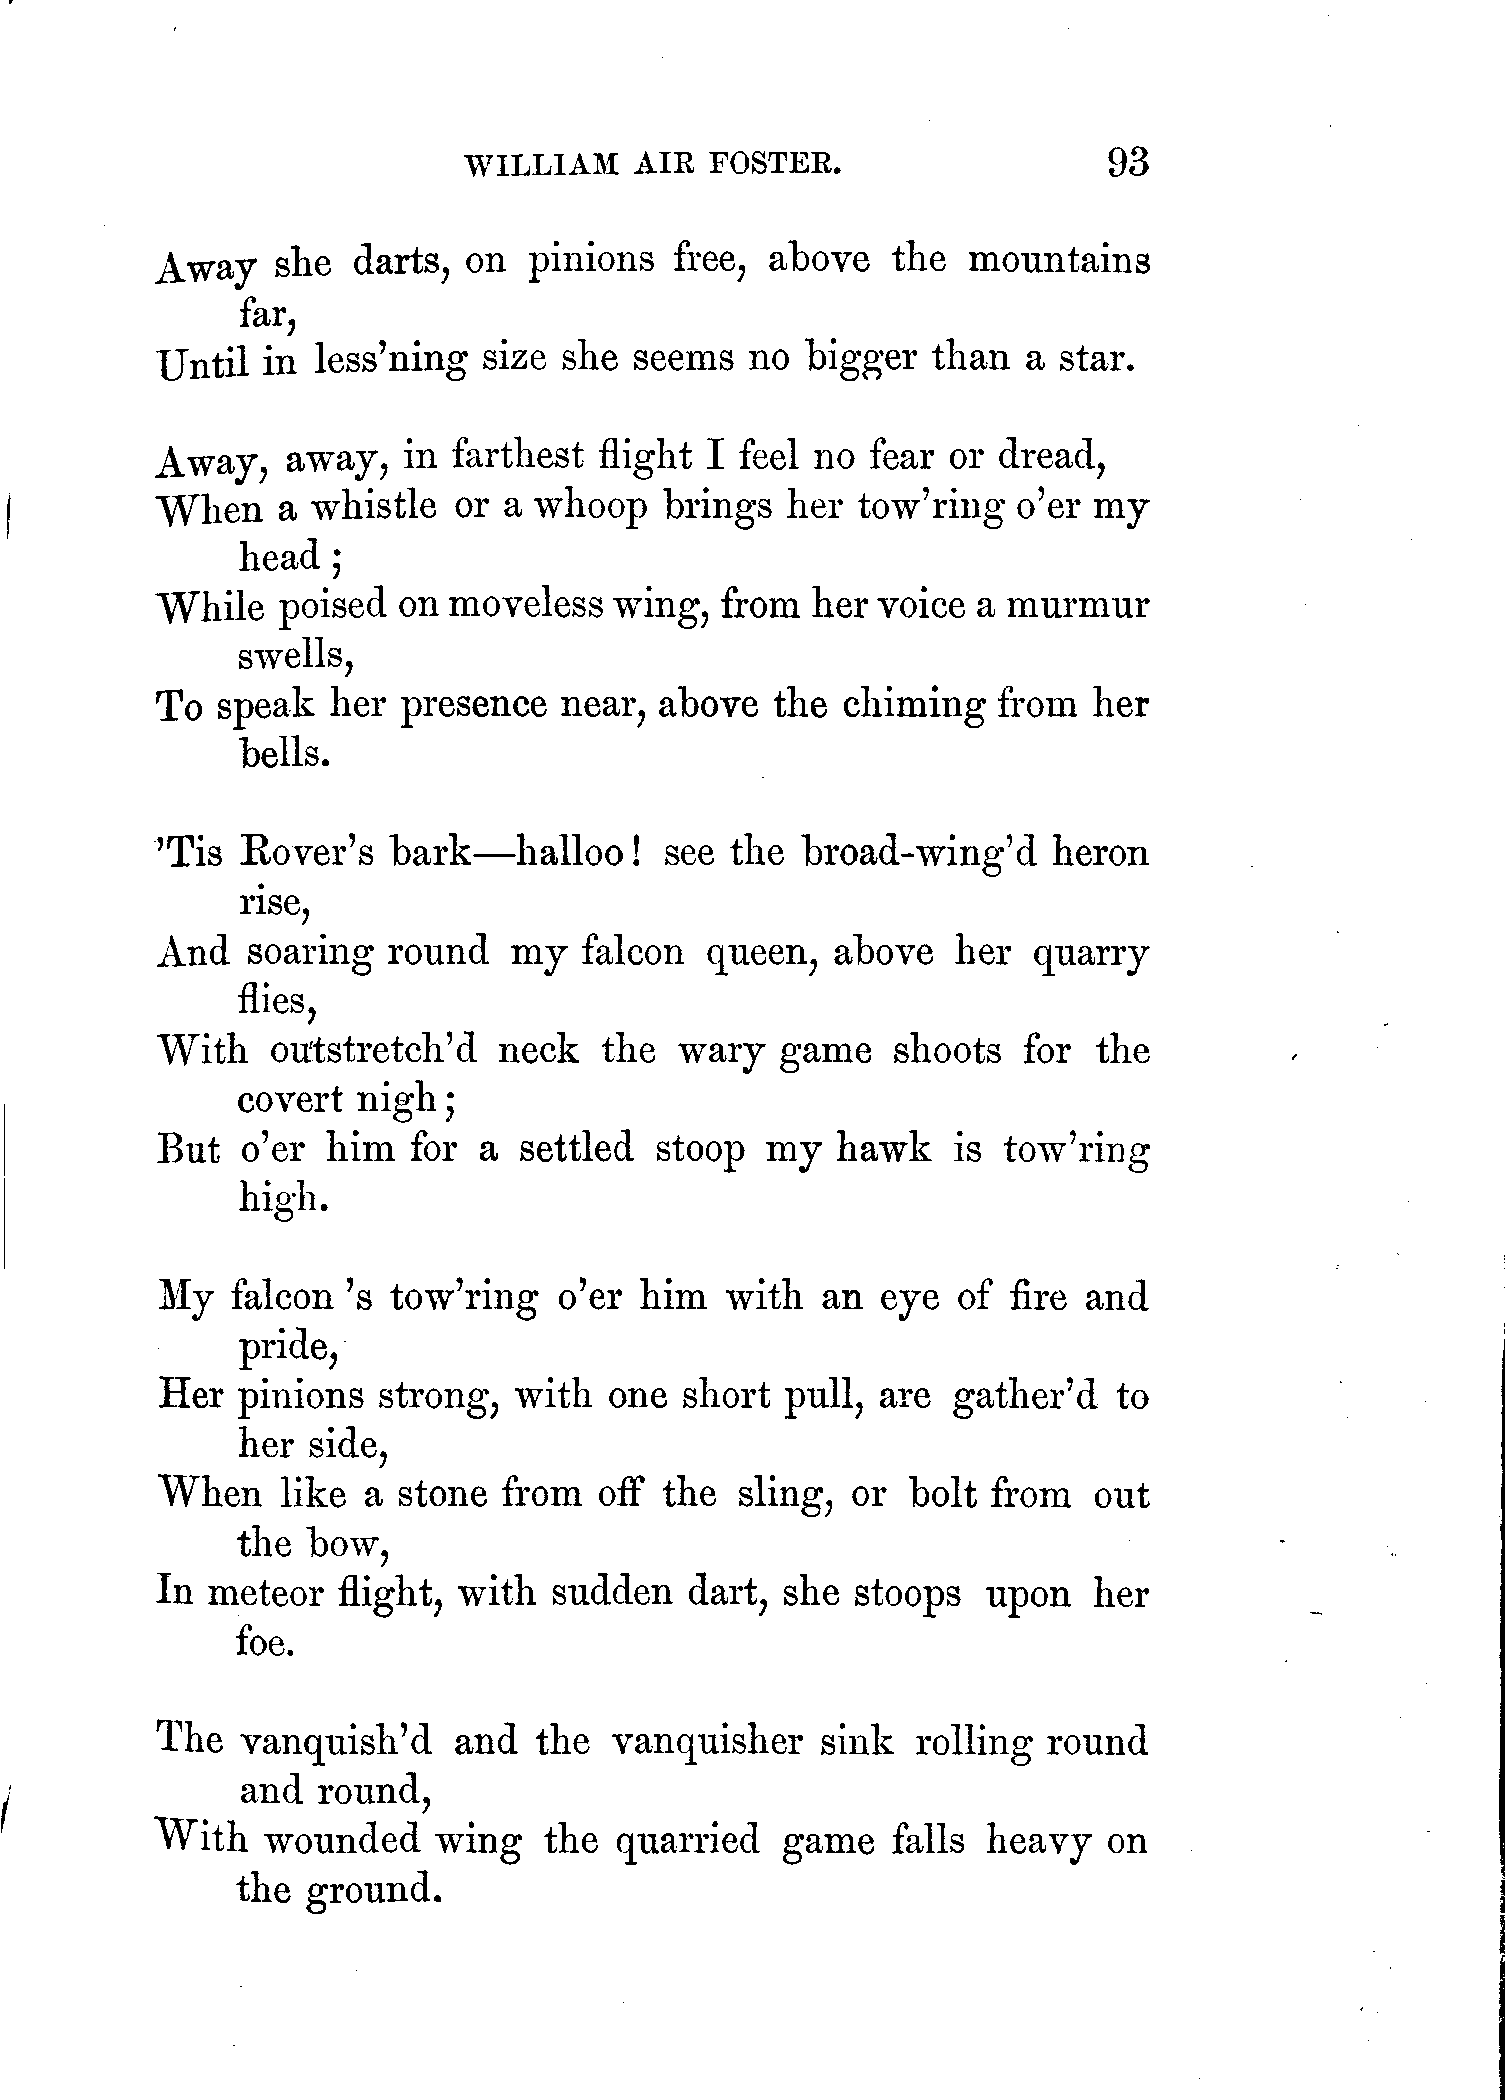 WILLIAM AIR FOSTER. 93
Away she darts, on pinions free, above the mountains
far,
Until in less'ning size she seems no bigger than a star.
Away, away, in farthest flight I feel no fear or dread,
When a whistle or a whoop brings her tow'ring o'er my
head ;
While poised on moveless wing, from her voice a murmur
swells,
To speak her presence near, above the chiming from her
bells.
'Tis Rover's bark—halloo! see the broad-wing'd heron
rise,
And soaring round my falcon queen, above her quarry
flies,
With outstretch'd neck the wary game shoots for the
covert nigh ;
But o'er him for a settled stoop my hawk is tow'ring
high.
My falcon 's tow'ring o'er him with an eye of fire and
pride,
Her pinions strong, with one short pull, are gather'd to
her side,
When like a stone from off the sling, or bolt from out
the bow,
In meteor flight, with sudden dart, she stoops upon her
foe.
The vanquish'd and the vanquisher sink rolling round
and round,
With wounded wing the quarried game falls heavy on
the ground.